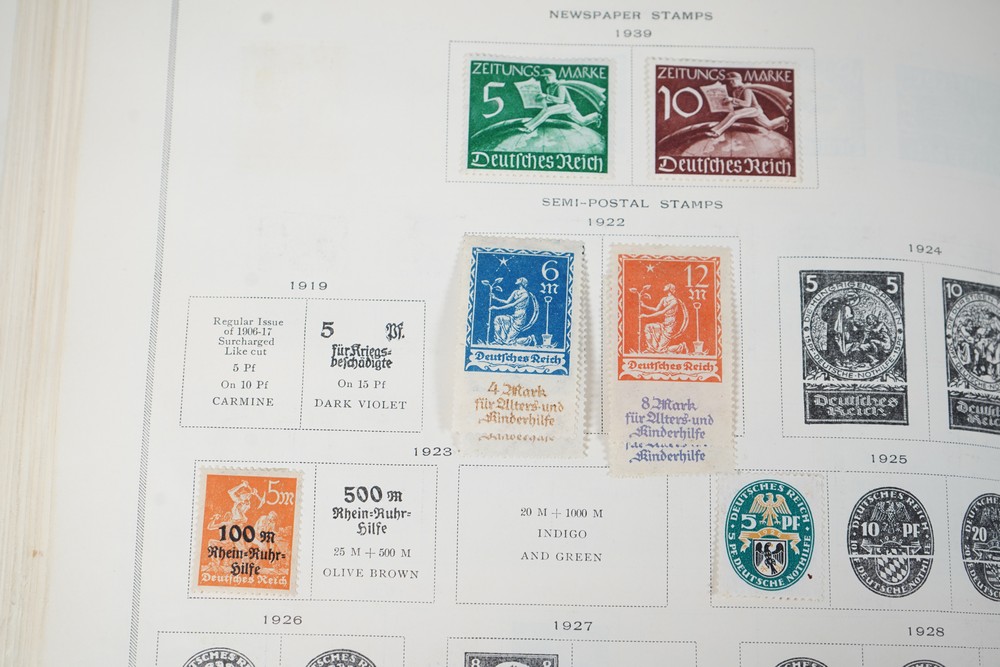 NEWSPAPER STAMPS
1939
ZEITUNGS MARKE
5
Deutsches Reich
ZEITUNGS MARKE
10
Deutsches Reich
SEMI-POSTAL STAMPS
1922
6
M
Deutsches Reich
4 Mark
für Alters-und
Kinderhilfe
12
M
Deutsches Reich
8 Mark
für Alters-und
Kinderhilfe
Kinderhilfe
1919
Regular Issue
of 1906-17
Surcharged
Like cut
5 Pf
On 10 Pf
CARMINE
5 Pf.
für Kriegs-
beschädigte
On 15 Pf
DARK VIOLET
1924
5 5
Deutsches
Reich
10
1923
5M
100 M
Rhein-Ruhr-
Hilfe
Deutsches Reich
500 M
Rhein-Ruhr-
Hilfe
25 M + 500 M
OLIVE BROWN
20 M + 1000 M
INDIGO
AND GREEN
1925
DEUTSCHES REICH
5 PF
5 PF. DEUTSCHE NOTHILFE
10 PF
20
1926
1927
1928